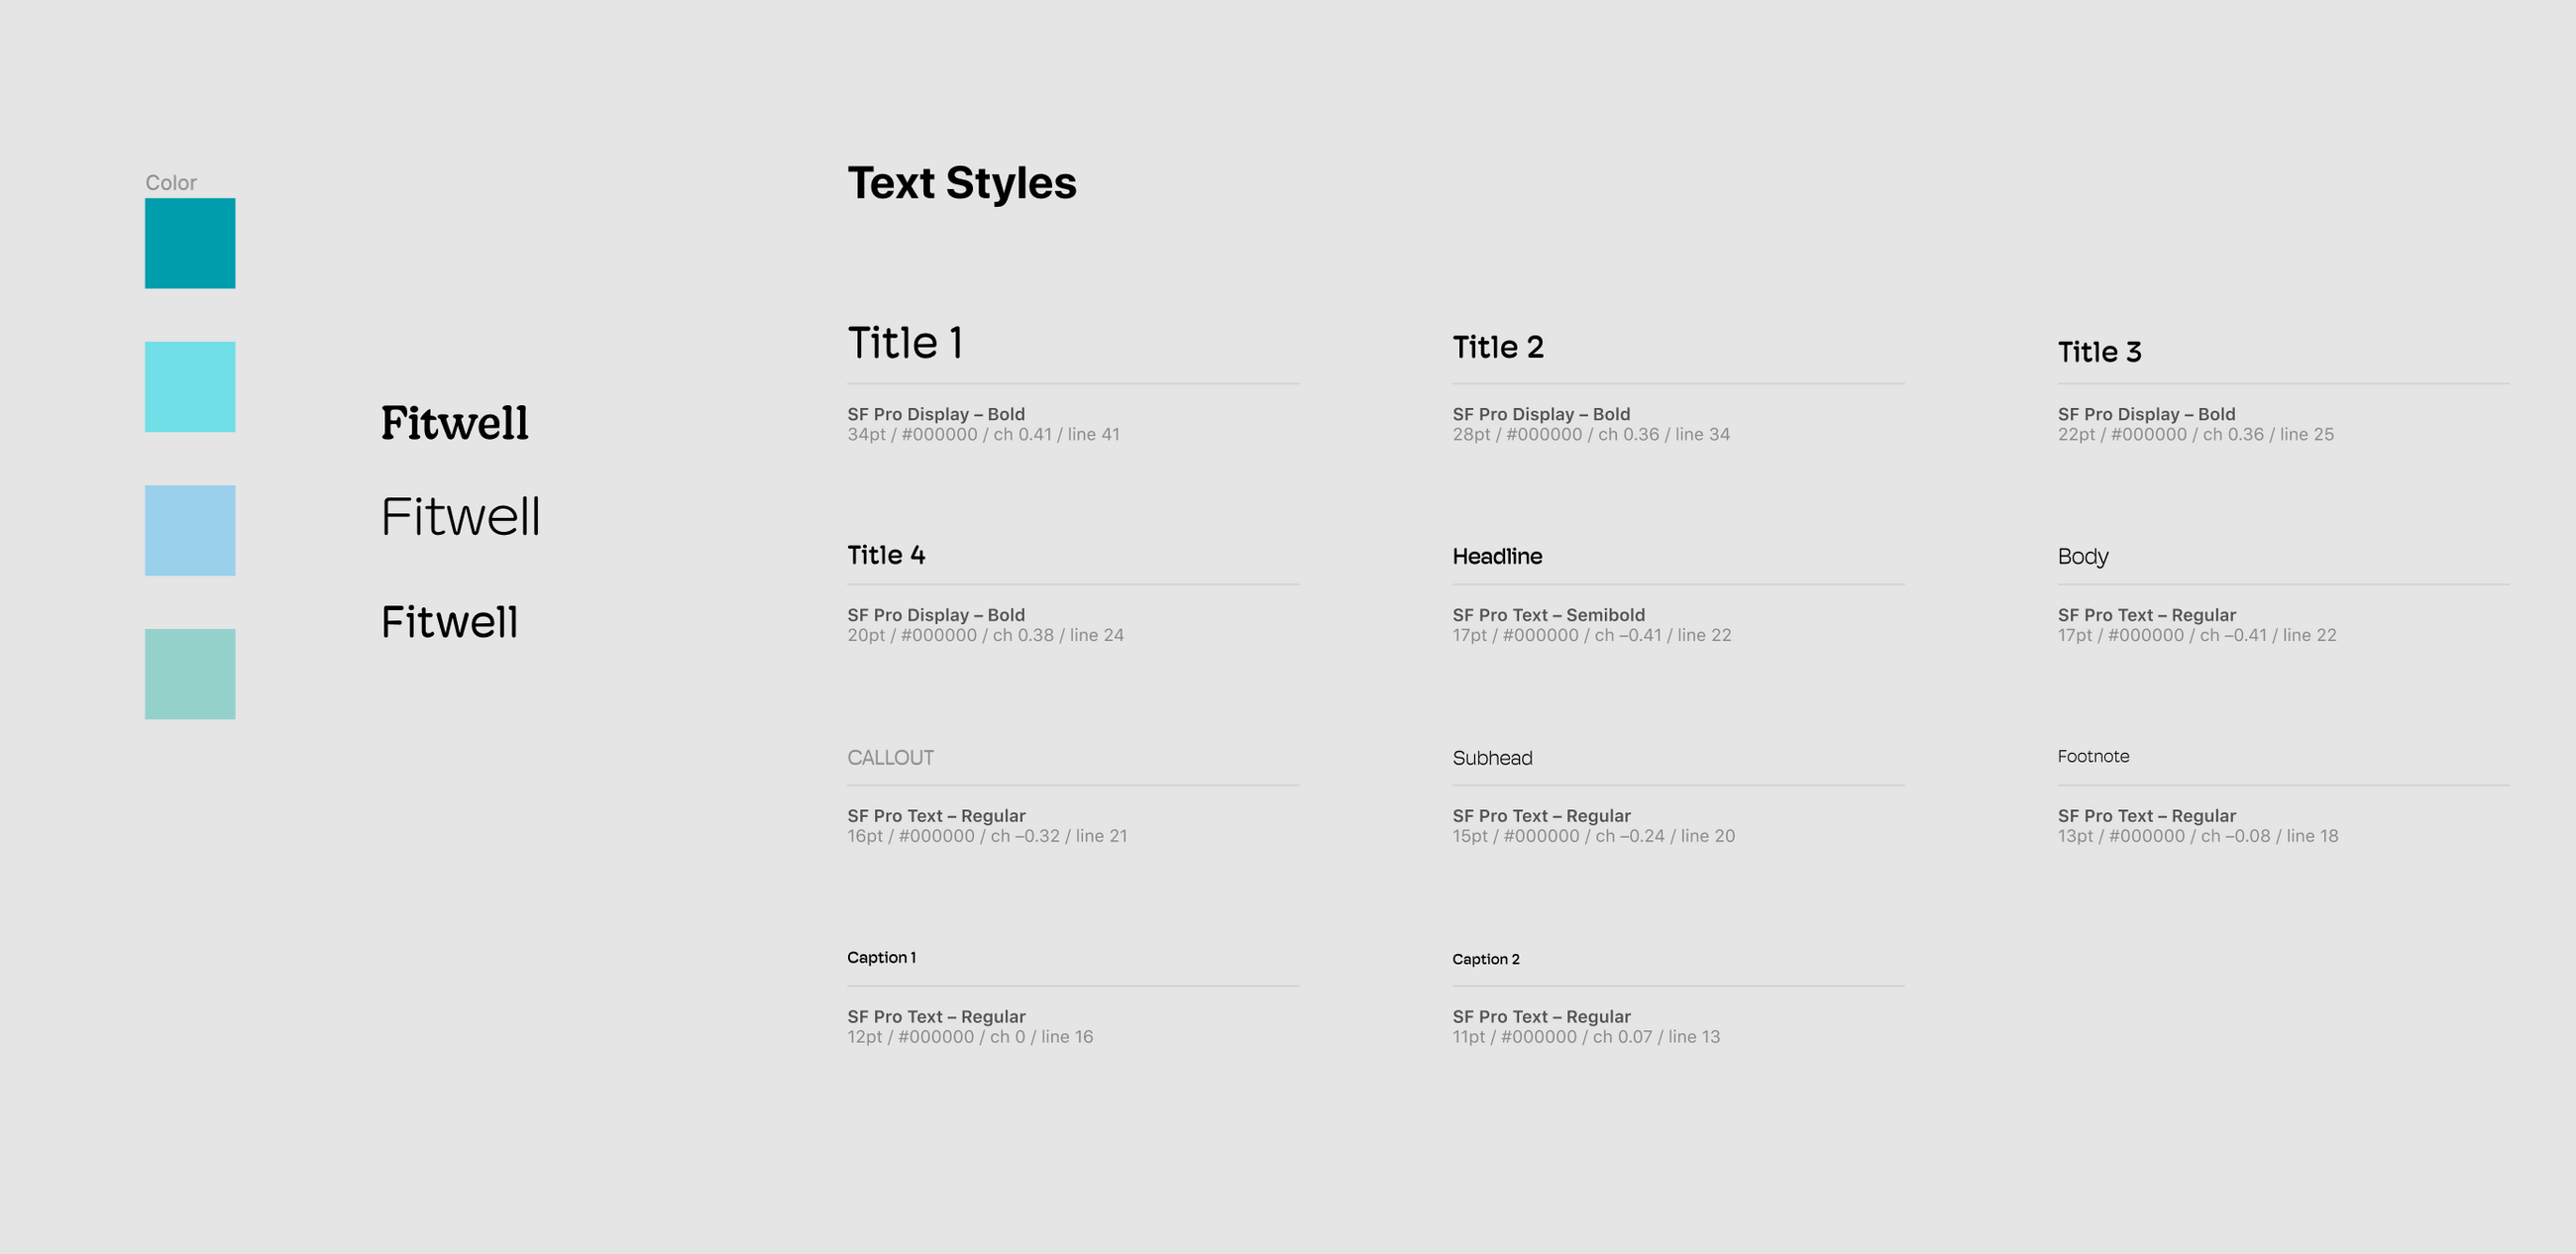 Color
Fitwell
Fitwell
Fitwell
Text Styles
Title 1
SF Pro Display – Bold
34pt / #000000 / ch 0.41 / line 41
Title 2
SF Pro Display – Bold
28pt / #000000 / ch 0.36 / line 34
Title 3
SF Pro Display – Bold
22pt / #000000 / ch 0.36 / line 25
Title 4
SF Pro Display – Bold
20pt / #000000 / ch 0.38 / line 24
Headline
SF Pro Text – Semibold
17pt / #000000 / ch –0.41 / line 22
Body
SF Pro Text – Regular
17pt / #000000 / ch –0.41 / line 22
CALLOUT
SF Pro Text – Regular
16pt / #000000 / ch –0.32 / line 21
Subhead
SF Pro Text – Regular
15pt / #000000 / ch –0.24 / line 20
Footnote
SF Pro Text – Regular
13pt / #000000 / ch –0.08 / line 18
Caption 1
SF Pro Text – Regular
12pt / #000000 / ch 0 / line 16
Caption 2
SF Pro Text – Regular
11pt / #000000 / ch 0.07 / line 13